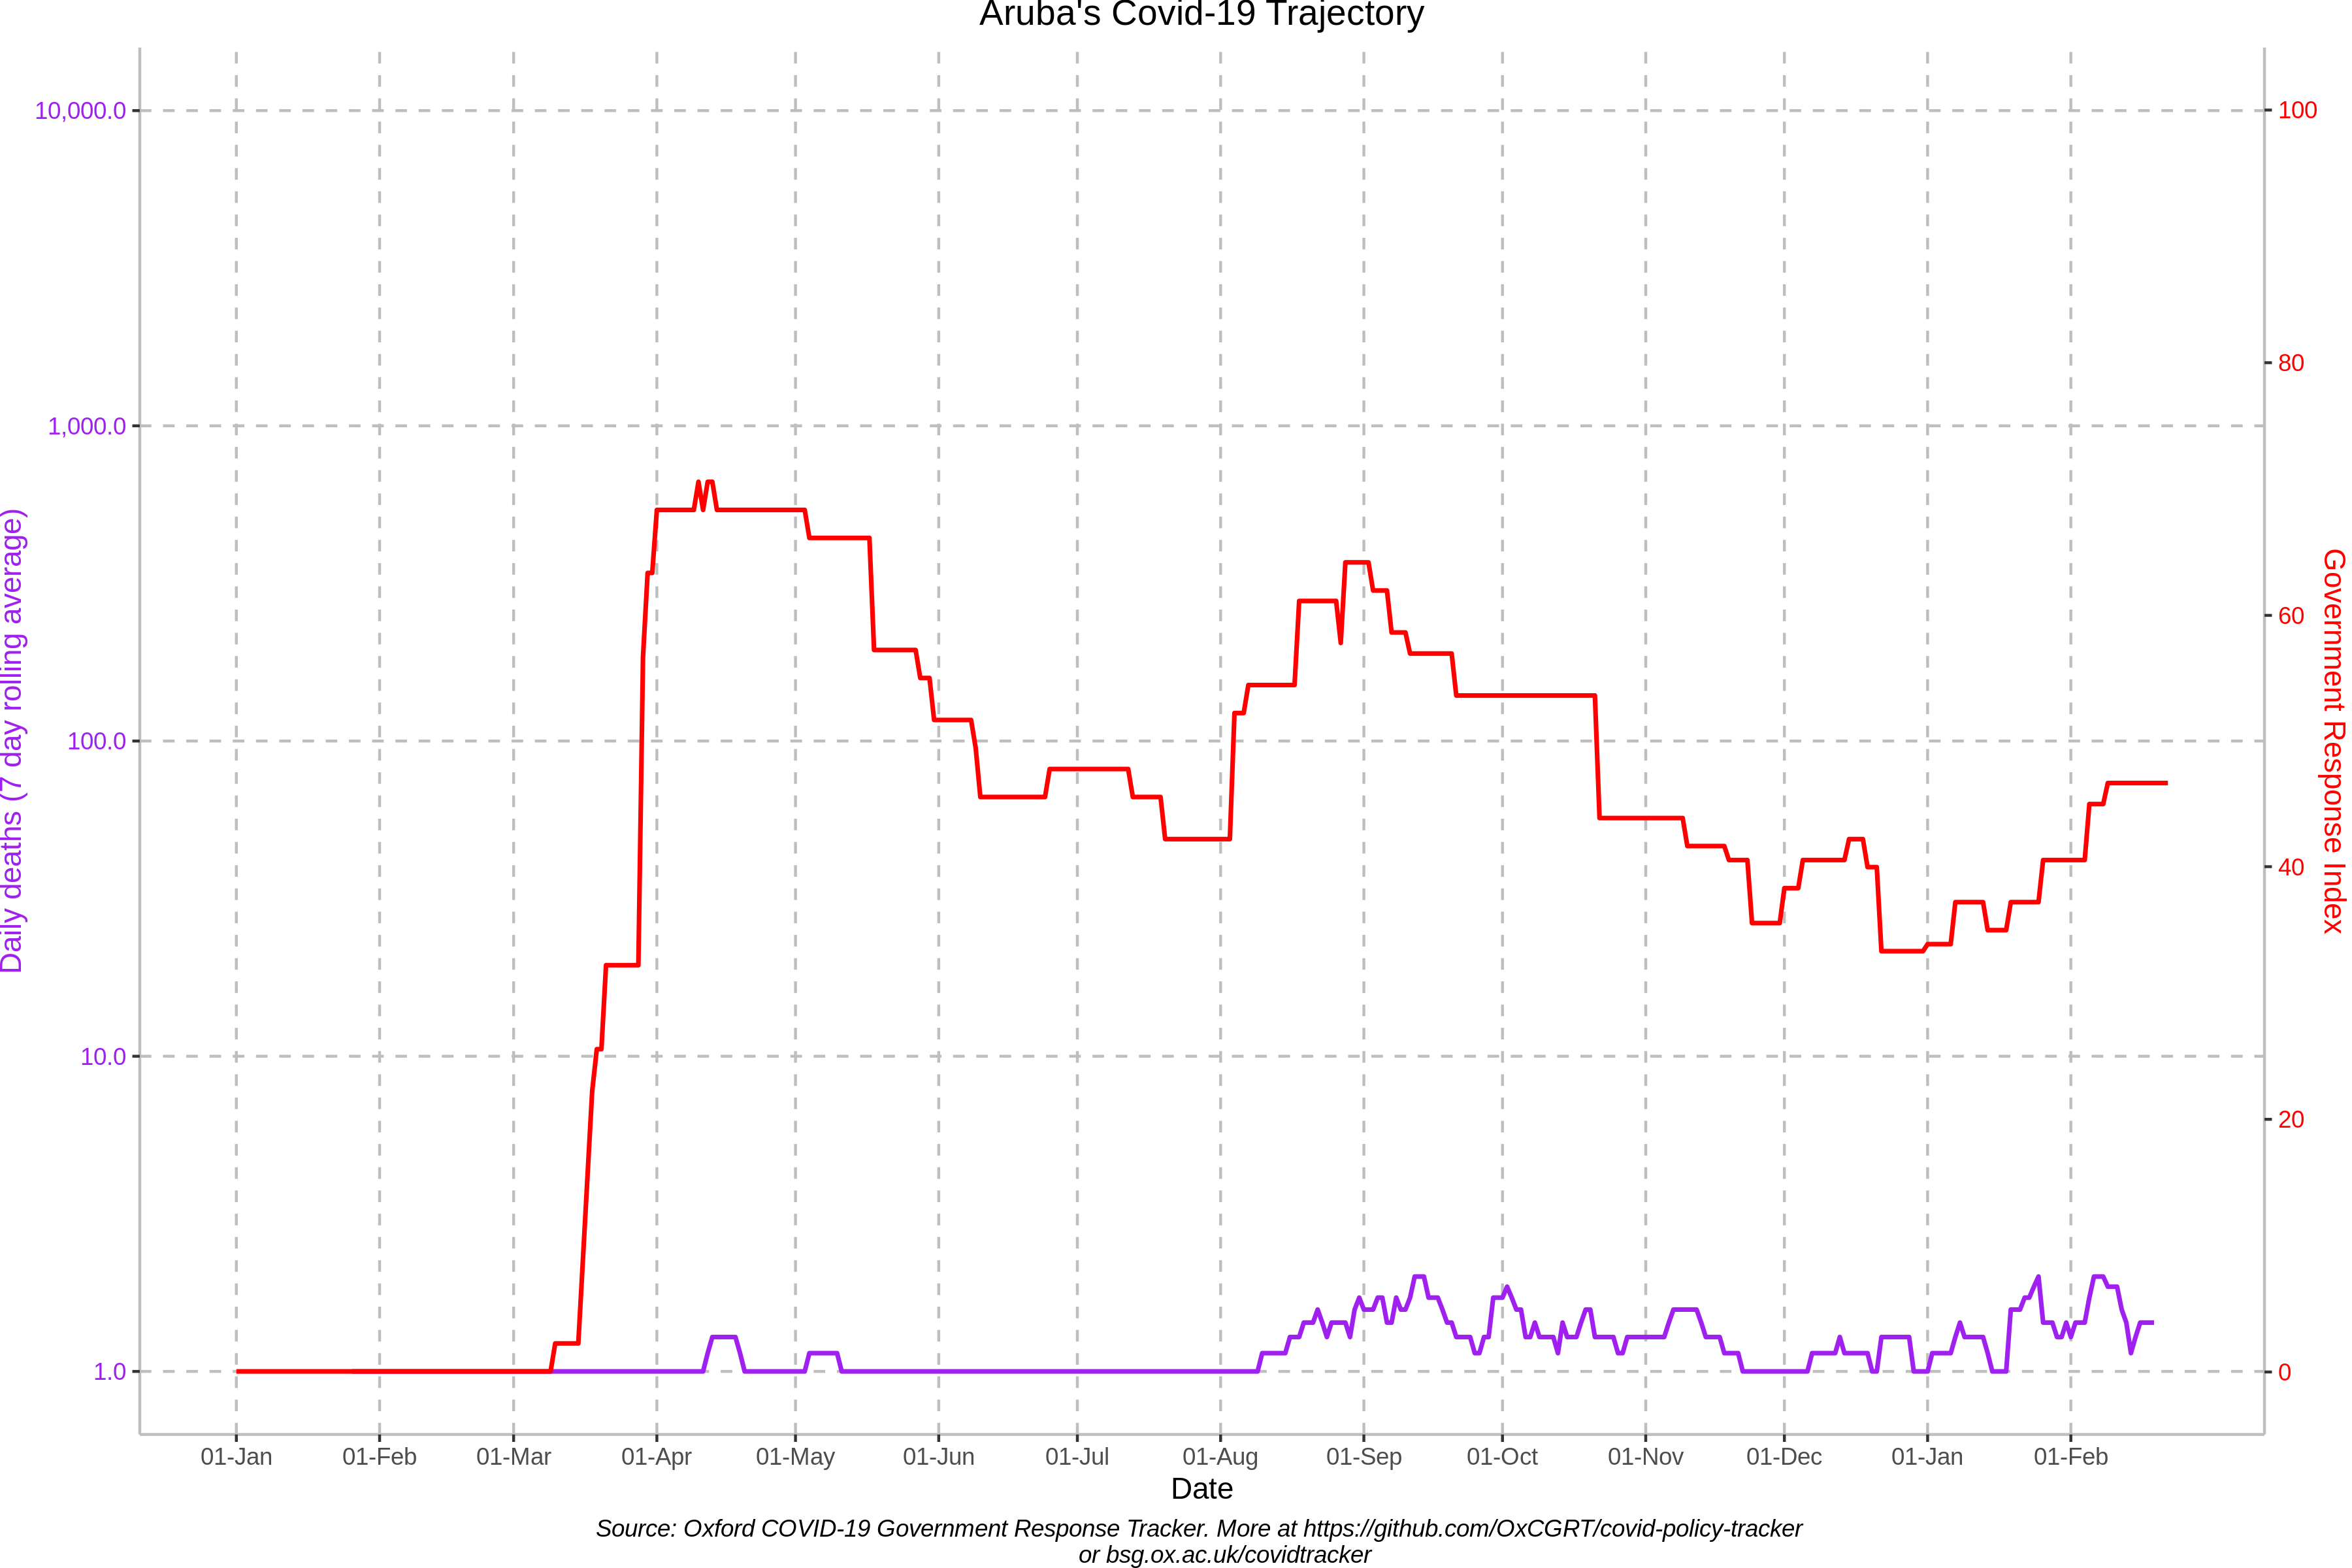 Aruba's Covid-19 Trajectory
10,000.0
1,000.0
100.0
10.0
1.0
Daily deaths (7 day rolling average)
100
80
60
40
20
0
Government Response Index
01-Jan 01-Feb 01-Mar 01-Apr 01-May 01-Jun 01-Jul 01-Aug 01-Sep 01-Oct 01-Nov 01-Dec 01-Jan 01-Feb
Date
Source: Oxford COVID-19 Government Response Tracker. More at https://github.com/OxCGRT/covid-policy-tracker
or bsg.ox.ac.uk/covidtracker